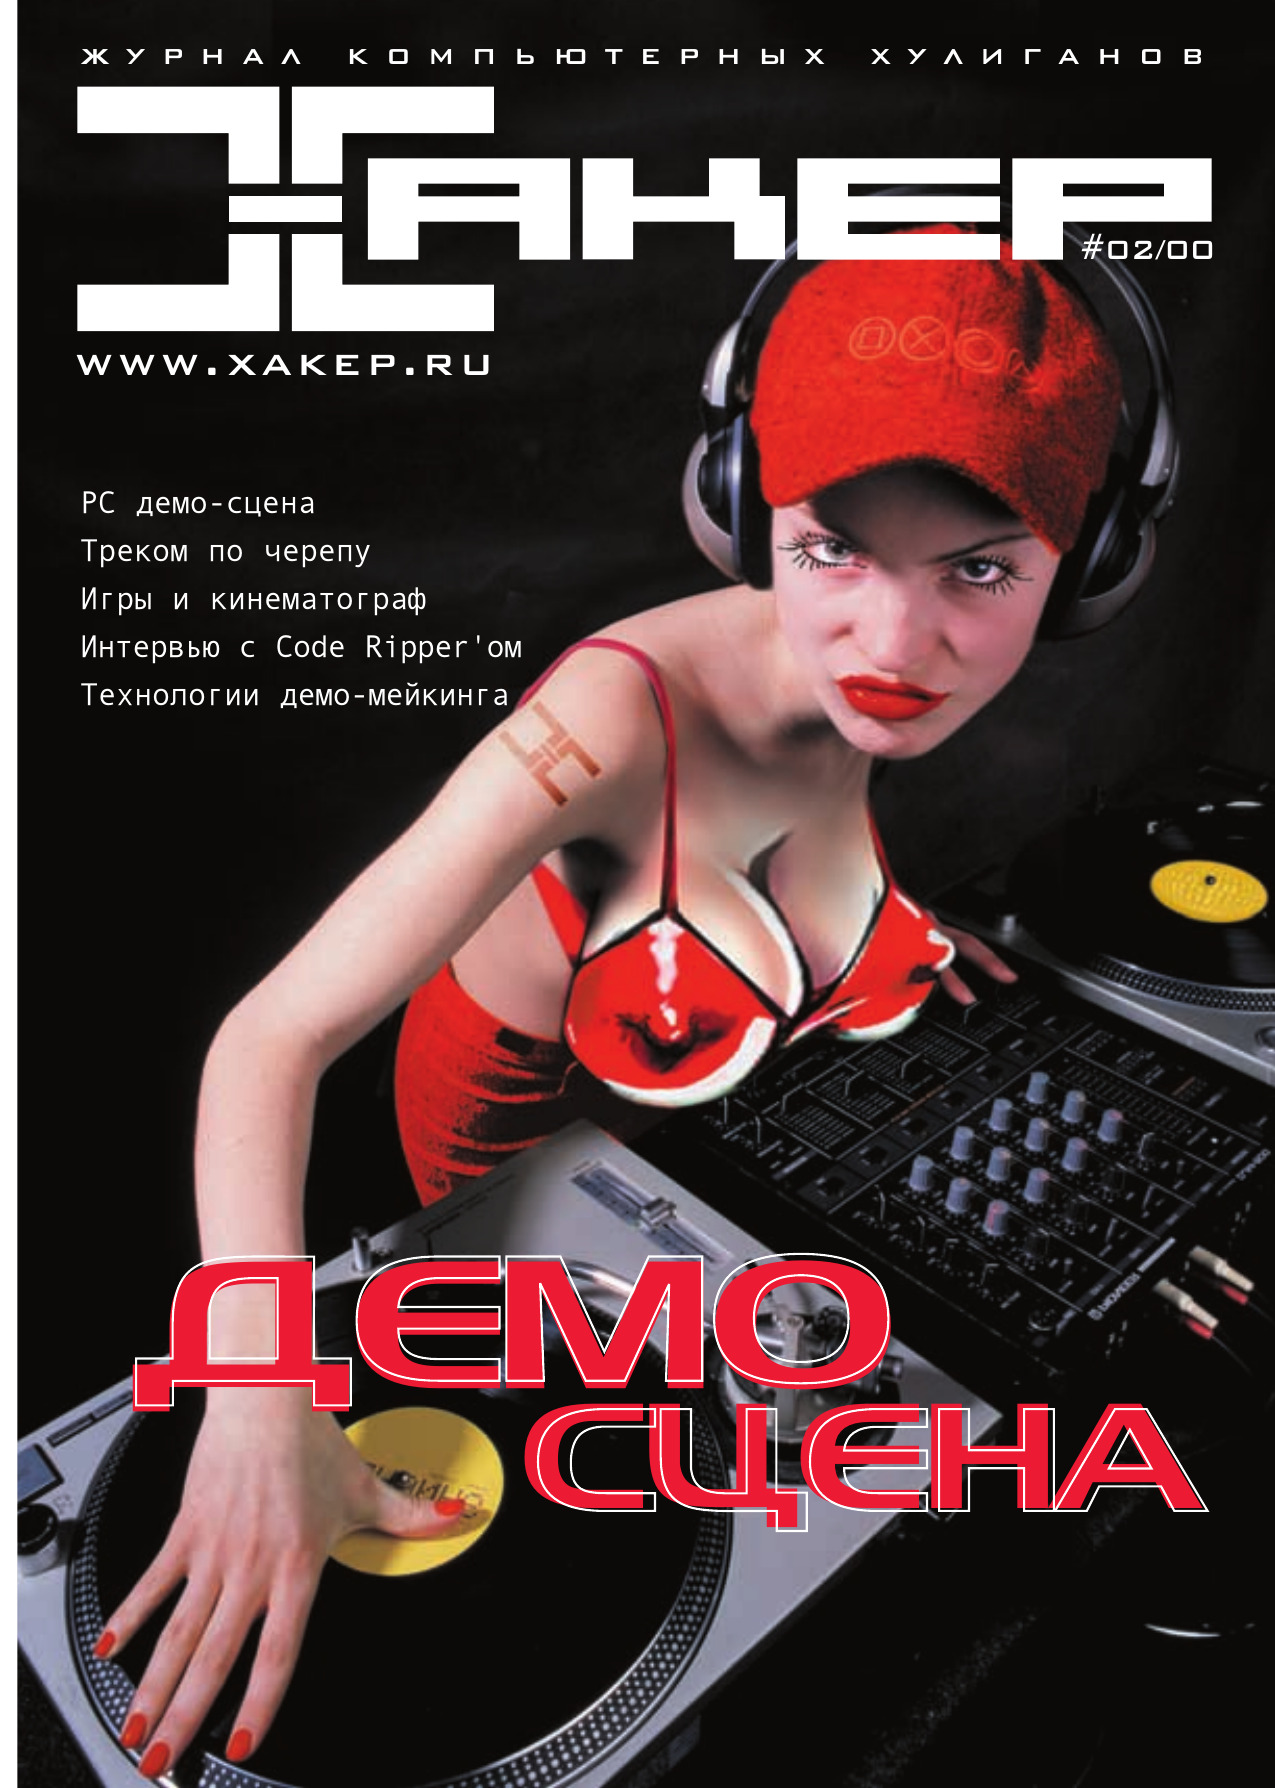 ЖУРНАЛ КОМПЬЮТЕРНЫХ ХУЛИГАНОВ
ХАКЕР
#02/00
WWW.XAKEP.RU
PC демо-сцена
Треком по черепу
Игры и кинематограф
Интервью с Code Ripper'ом
Технологии демо-мейкинга
ДЕМО
СЦЕНА